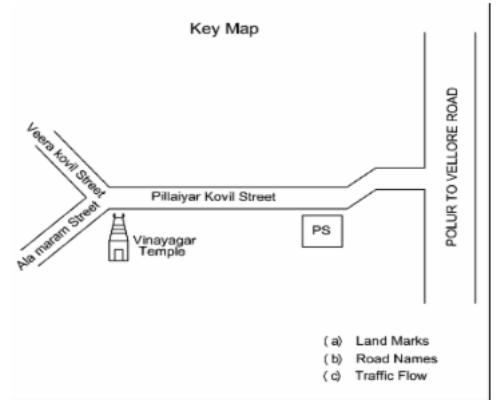 Key Map
Veera kovil Street
Pillaiyar Kovil Street
POLUR TO VELLORE ROAD
Ala maram Street
Vinayagar
Temple
PS
(a) Land Marks
(b) Road Names
(c) Traffic Flow